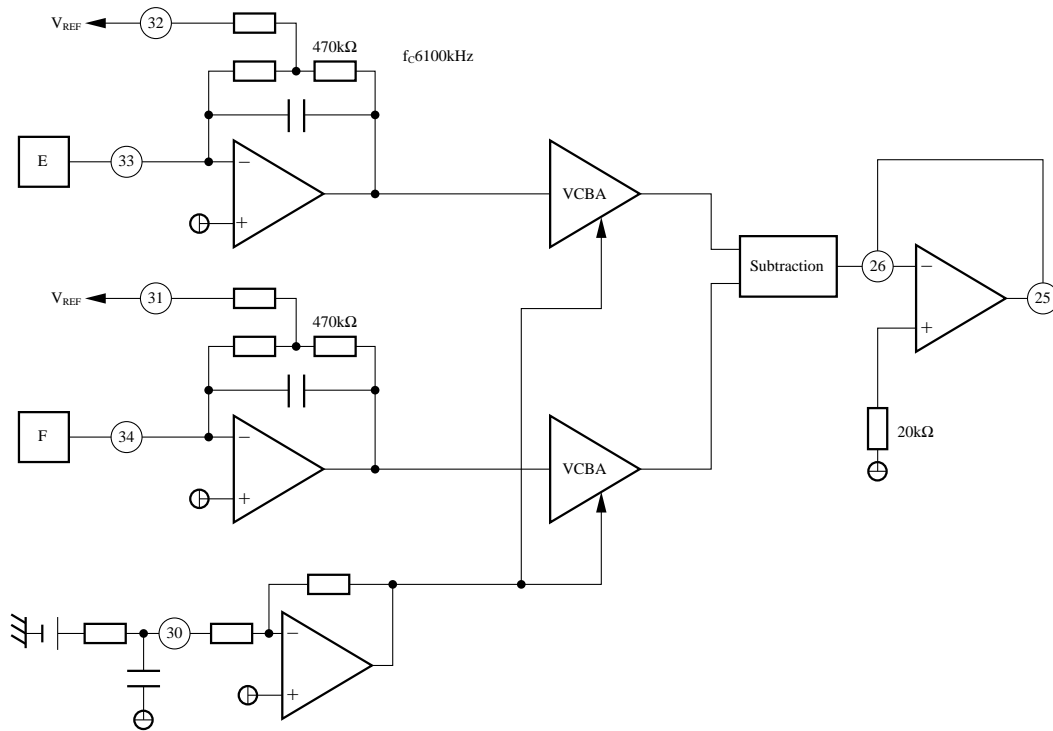 VREF 32
470kΩ fC6100kHz
E 33 − +
VCBA
Subtraction 26 − + 25
VREF 31
470kΩ
F 34 − +
VCBA
20kΩ
30 − +